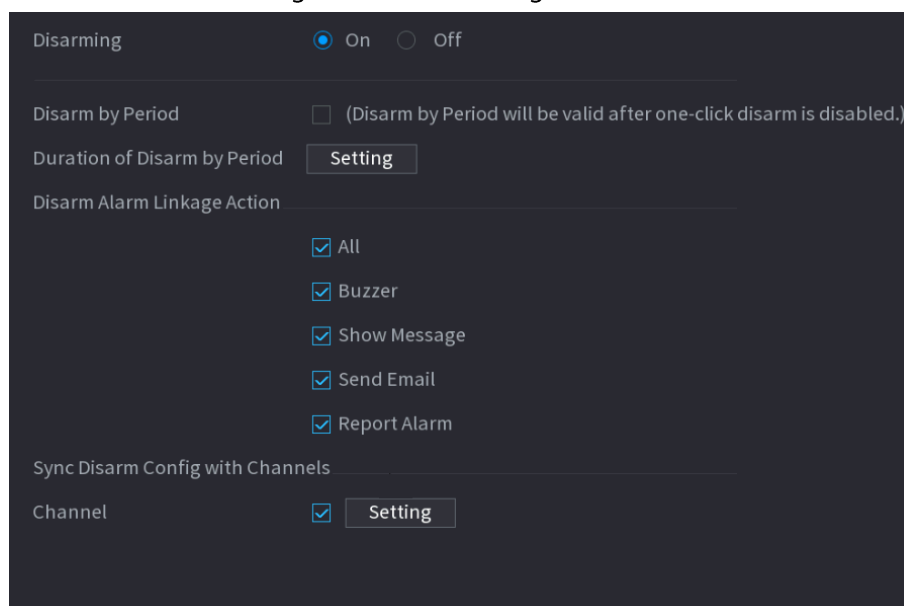 Disarming On Off
Disarm by Period (Disarm by Period will be valid after one-click disarm is disabled.)
Duration of Disarm by Period Setting
Disarm Alarm Linkage Action
All
Buzzer
Show Message
Send Email
Report Alarm
Sync Disarm Config with Channels
Channel Setting